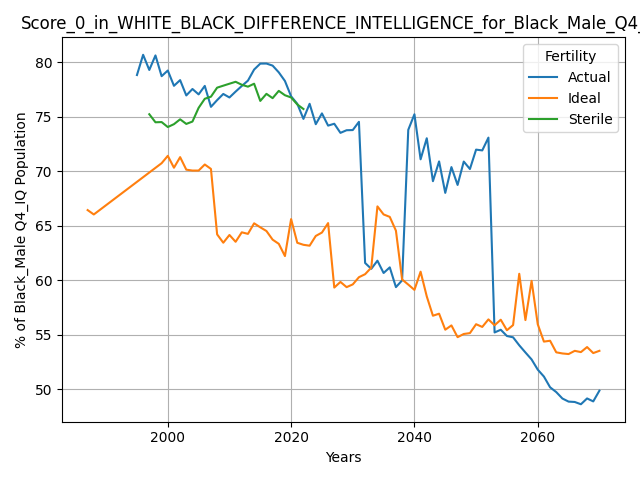 Score_0_in_WHITE_BLACK_DIFFERENCE_INTELLIGENCE_for_Black_Male_Q4_
Fertility
Actual
Ideal
Sterile
% of Black_Male Q4_IQ Population
80
75
70
65
60
55
50
2000
2020
2040
2060
Years